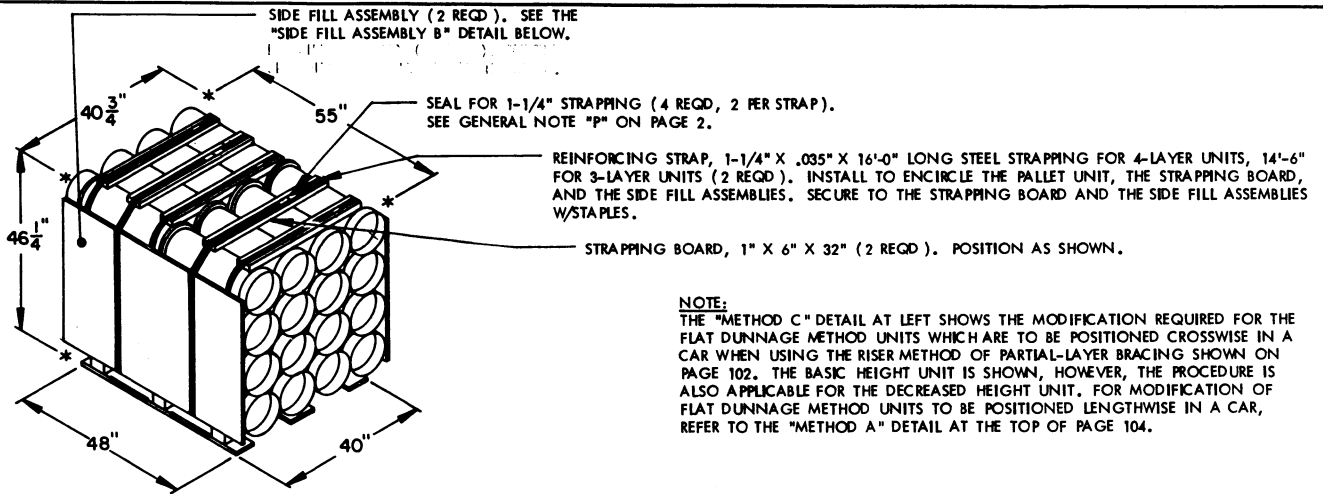 SIDE FILL ASSEMBLY (2 REQD ). SEE THE
"SIDE FILL ASSEMBLY B" DETAIL BELOW.
40 3/4"
*
55"
SEAL FOR 1-1/4" STRAPPING (4 REQD, 2 PER STRAP).
SEE GENERAL NOTE "P" ON PAGE 2.
REINFORCING STRAP, 1-1/4" X .035" X 16'-0" LONG STEEL STRAPPING FOR 4-LAYER UNITS, 14'-6"
FOR 3-LAYER UNITS (2 REQD ). INSTALL TO ENCIRCLE THE PALLET UNIT, THE STRAPPING BOARD,
AND THE SIDE FILL ASSEMBLIES. SECURE TO THE STRAPPING BOARD AND THE SIDE FILL ASSEMBLIES
W/STAPLES.
*
*
46 1/4"
STRAPPING BOARD, 1" X 6" X 32" (2 REQD ). POSITION AS SHOWN.
*
48"
40"
NOTE:
THE "METHOD C" DETAIL AT LEFT SHOWS THE MODIFICATION REQUIRED FOR THE
FLAT DUNNAGE METHOD UNITS WHICH ARE TO BE POSITIONED CROSSWISE IN A
CAR WHEN USING THE RISER METHOD OF PARTIAL-LAYER BRACING SHOWN ON
PAGE 102. THE BASIC HEIGHT UNIT IS SHOWN, HOWEVER, THE PROCEDURE IS
ALSO APPLICABLE FOR THE DECREASED HEIGHT UNIT. FOR MODIFICATION OF
FLAT DUNNAGE METHOD UNITS TO BE POSITIONED LENGTHWISE IN A CAR,
REFER TO THE "METHOD A" DETAIL AT THE TOP OF PAGE 104.